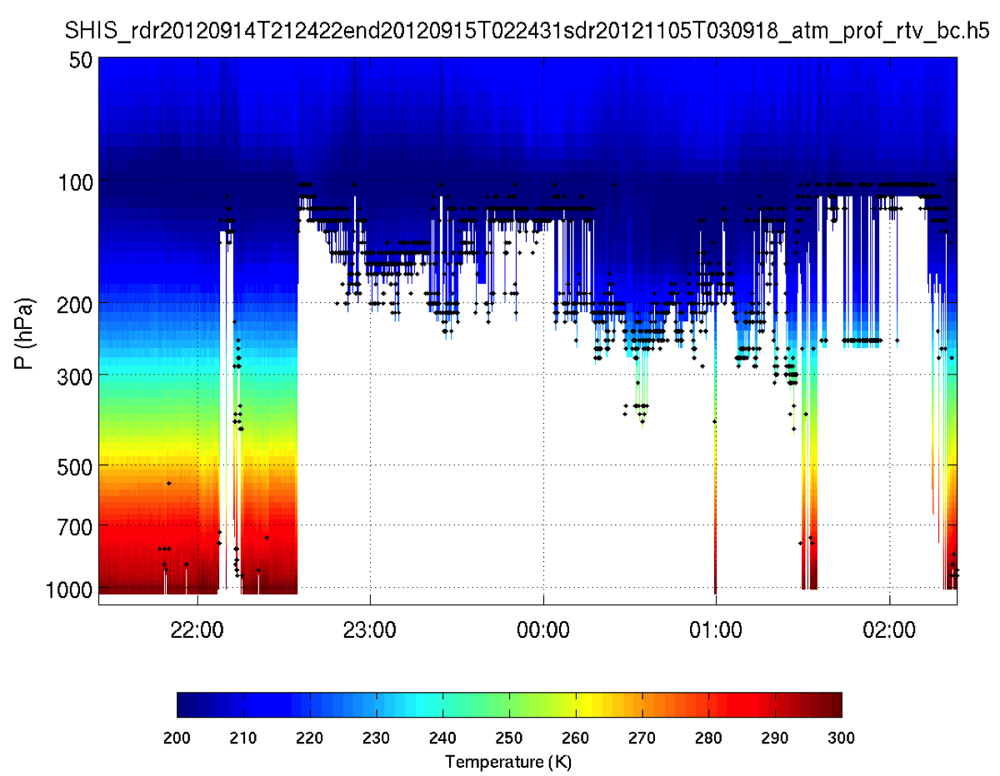 SHIS_rdr20120914T212422end20120915T022431sdr20121105T030918_atm_prof_rtv_bc.h5
50
100
200
300
500
700
1000
P (hPa)
22:00 23:00 00:00 01:00 02:00
200 210 220 230 240 250 260 270 280 290 300
Temperature (K)